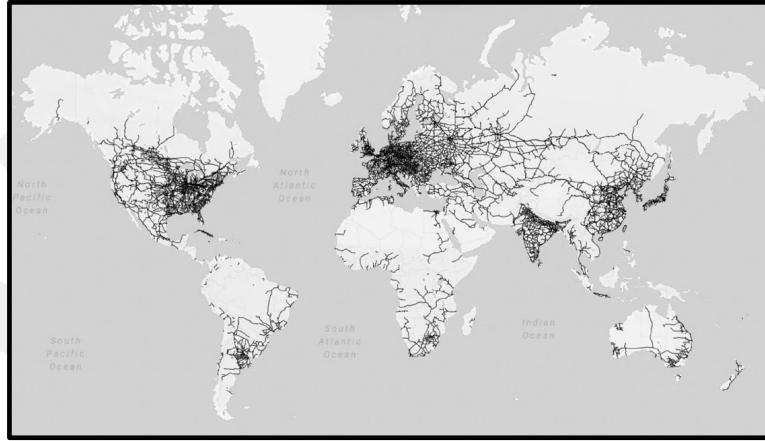 North
Pacific
Ocean
North
Atlantic
Ocean
South
Pacific
Ocean
South
Atlantic
Ocean
Indian
Ocean